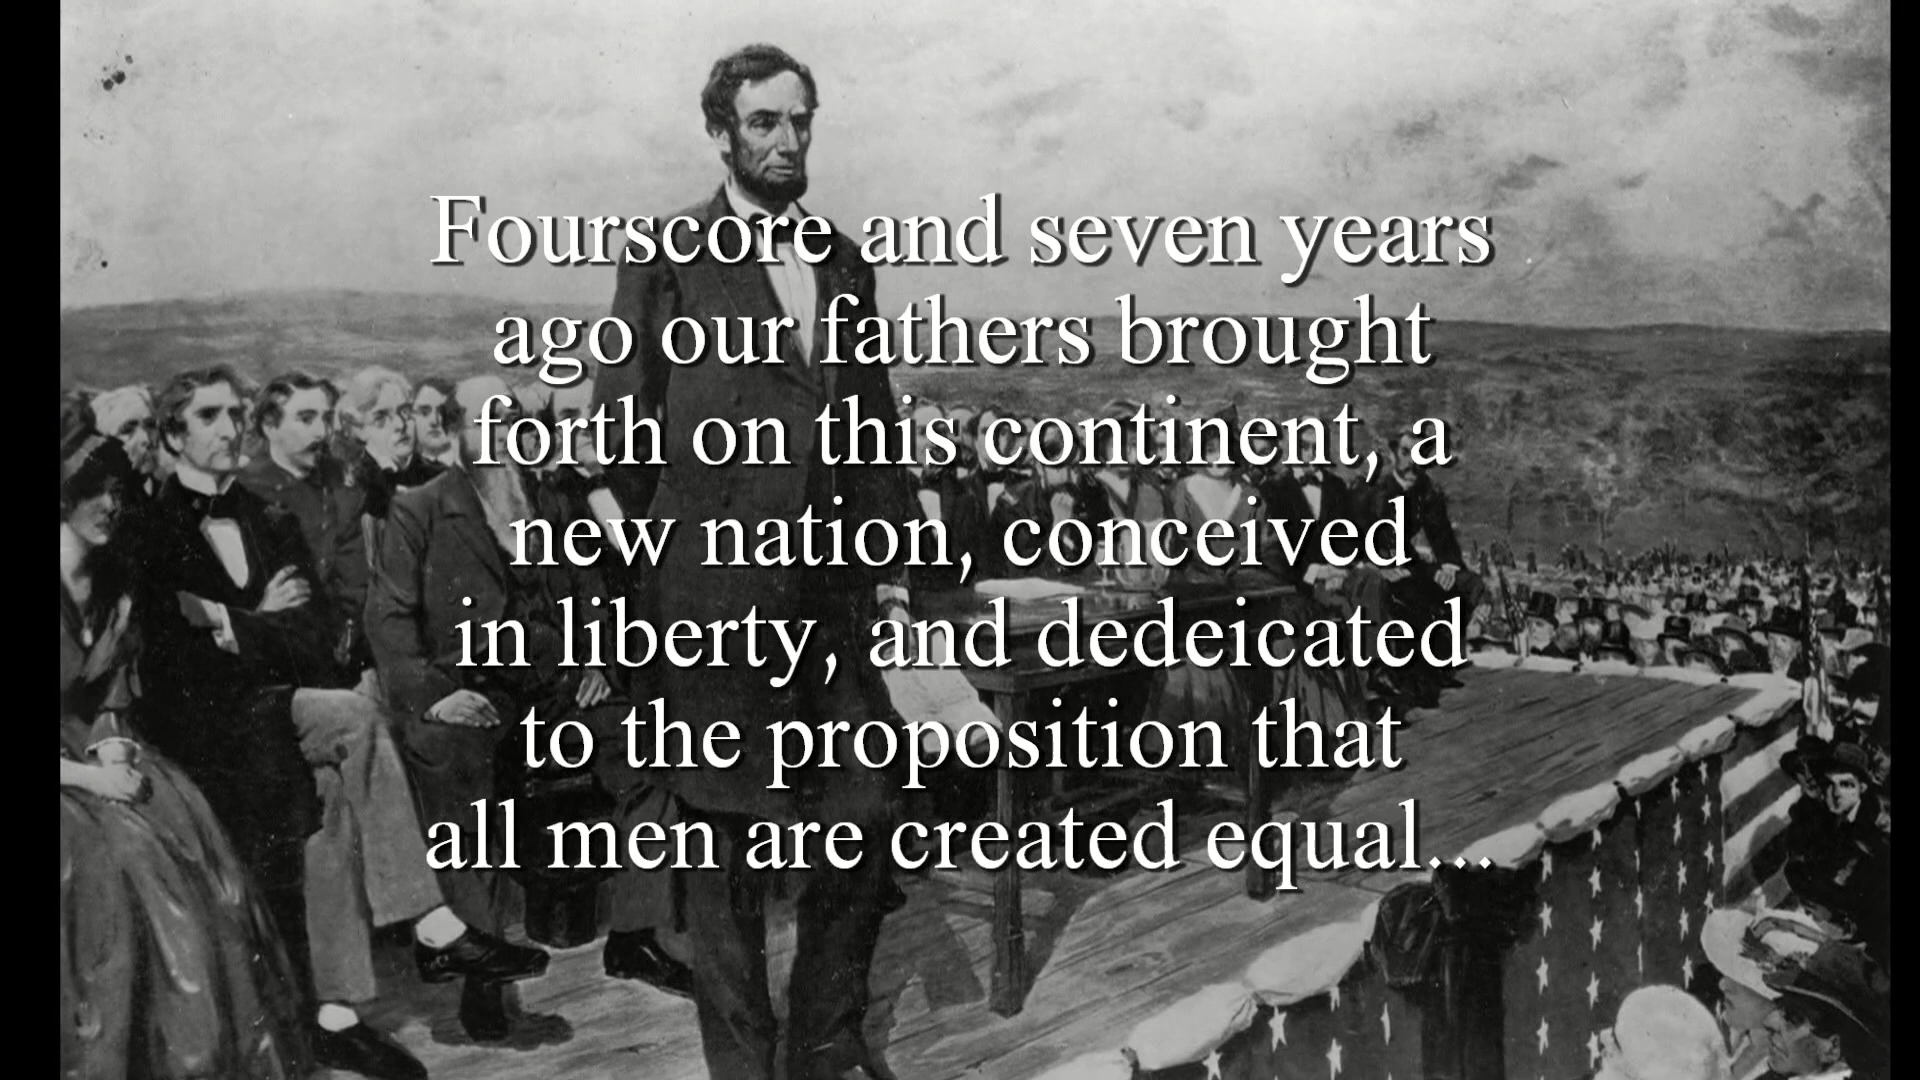 Fourscore and seven years
ago our fathers brought
forth on this continent, a
new nation, conceived
in liberty, and dedeicated
to the proposition that
all men are created equal...